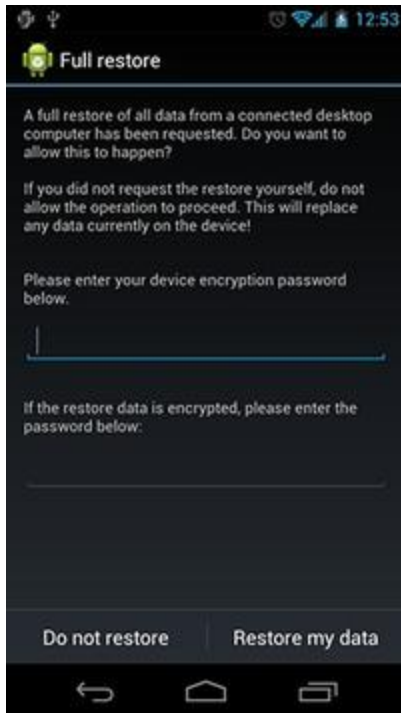 12:53
Full restore
A full restore of all data from a connected desktop
computer has been requested. Do you want to
allow this to happen?
If you did not request the restore yourself, do not
allow the operation to proceed. This will replace
any data currently on the device!
Please enter your device encryption password
below.
If the restore data is encrypted, please enter the
password below:
Do not restore
Restore my data